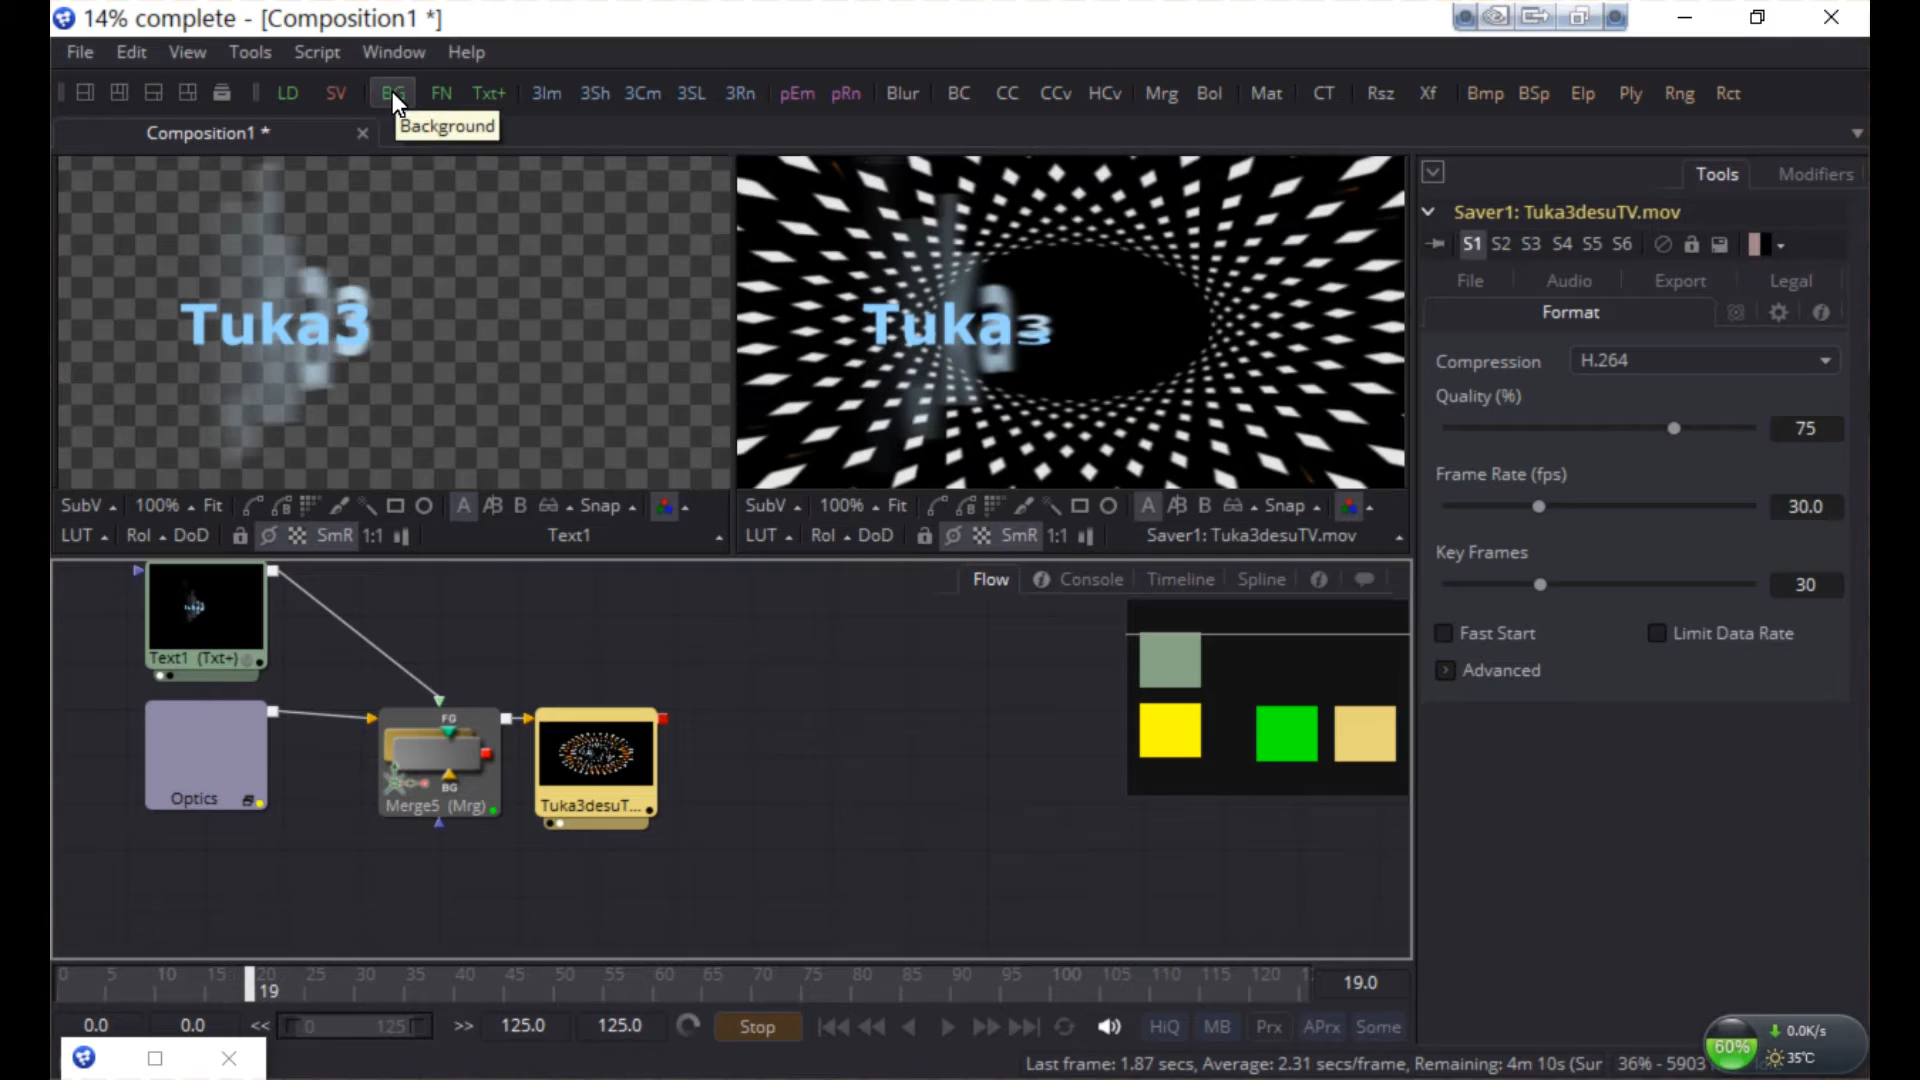 14% complete - [Composition1 *]
File Edit View Tools Script Window Help
LD SV BG FN Txt+ 3Im 3Sh 3Cm 3SL 3Rn pEm pRn Blur BC CC CCv HCv Mrg Bol Mat CT Rsz Xf Bmp BSp Elp Ply Rng Rct
Background
Composition1 *
Tuka3
Tuka3
Tools Modifiers
Saver1: Tuka3desuTV.mov
S1 S2 S3 S4 S5 S6
File Audio Export Legal
Format
Compression H.264
Quality (%)
75
Frame Rate (fps)
30.0
Key Frames
30
Fast Start Limit Data Rate
Advanced
SubV 100% Fit A B Snap
LUT RoI DoD SmR 1:1 Text1
SubV 100% Fit A B Snap
LUT RoI DoD SmR 1:1 Saver1: Tuka3desuTV.mov
Flow Console Timeline Spline
Text1 (Txt+)
Optics
FG
BG
Merge5 (Mrg)
Tuka3desuT...
0 5 10 15 20 25 30 35 40 45 50 55 60 65 70 75 80 85 90 95 100 105 110 115 120
19
19.0
0.0 0.0 << 0 125 >> 125.0 125.0 Stop HiQ MB Prx APrx Some
Last frame: 1.87 secs, Average: 2.31 secs/frame, Remaining: 4m 10s (Sur 36% - 5903
60%
0.0K/s
35℃